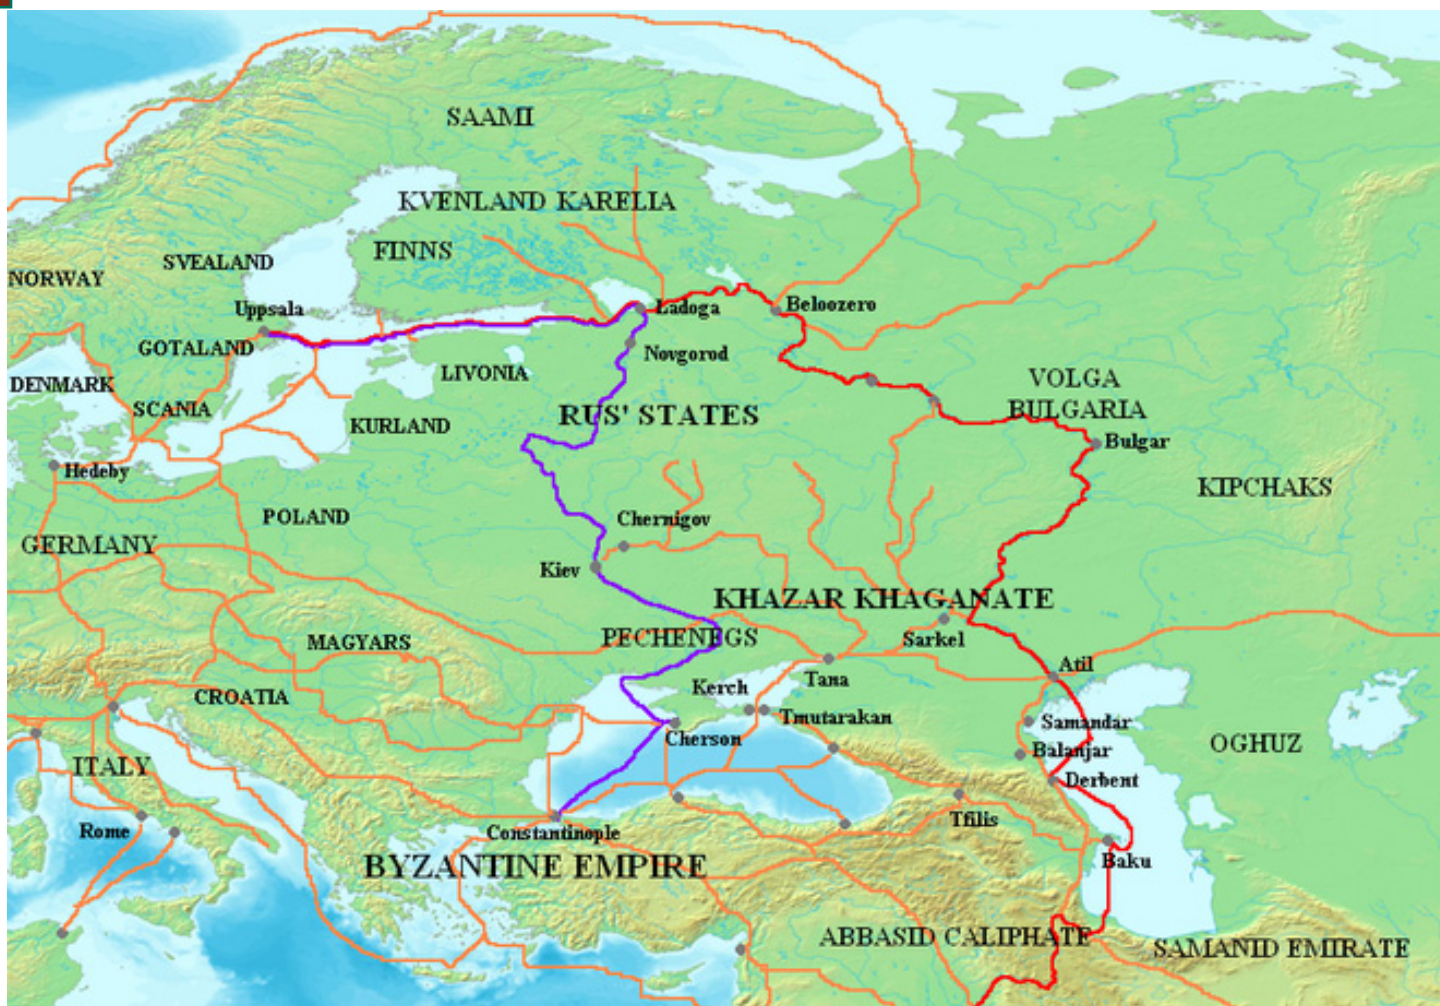 SAAMI
KVENLAND KARELIA
FINNS
SVEALAND
NORWAY
Uppsala
Ladoga
Beloozero
GOTALAND
Novgorod
LIVONIA
DENMARK
VOLGA
BULGARIA
SCANIA
RUS' STATES
KURLAND
Bulgar
Hedeby
KIPCHAKS
POLAND
Chernigov
GERMANY
Kiev
KHAZAR KHAGANATE
PECHENEGS
MAGYARS
Sarkel
Atil
Tana
Kerch
CROATIA
Tmutarakan
Samandar
Cherson
OGHUZ
Balanjar
ITALY
Derbent
Tfilis
Rome
Constantinople
Baku
BYZANTINE EMPIRE
ABBASID CALIPHATE
SAMANID EMIRATE